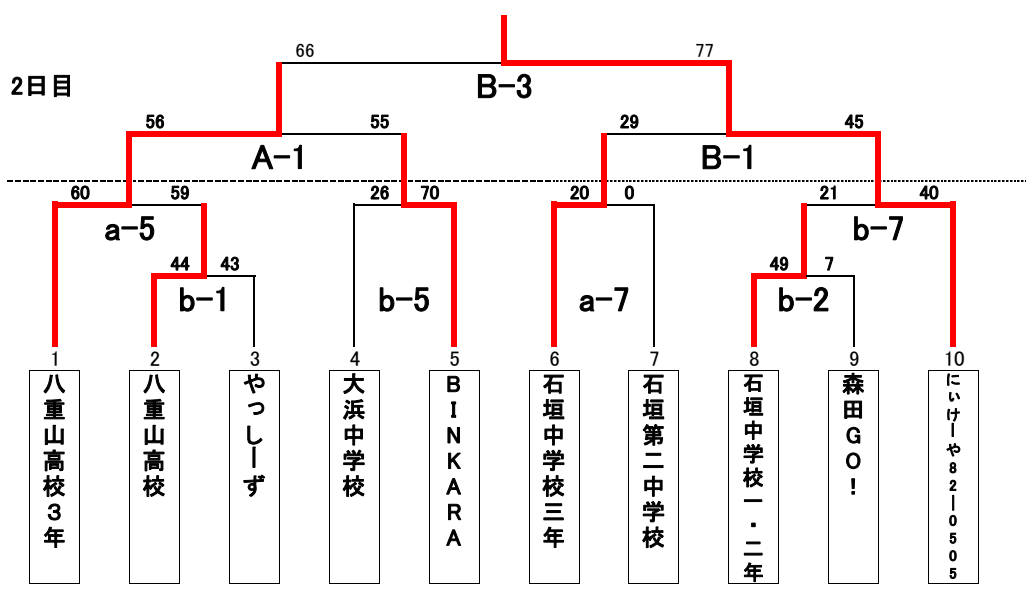 66 77
2日目
B-3
56 55 29 45
A-1 B-1
60 59 26 70 20 0 21 40
a-5 b-7
44 43 49 7
b-1 b-5 a-7 b-2
1 2 3 4 5 6 7 8 9 10
八重山高校3年
八重山高校
やっしーず
大浜中学校
BINKARA
石垣中学校三年
石垣第二中学校
石垣中学校一・二年
森田GO!
にいけーや82ー0505